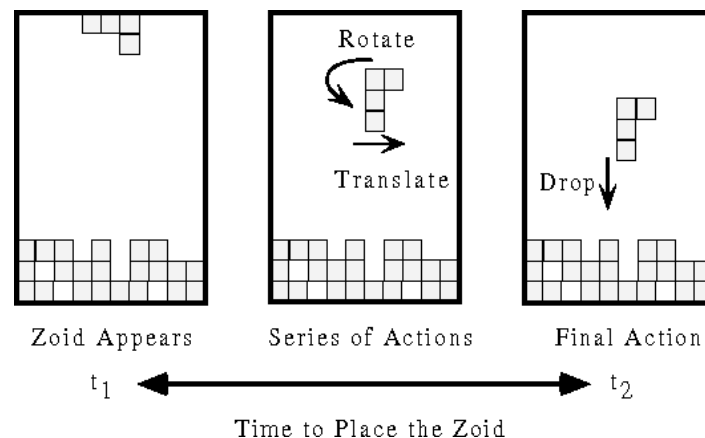 Rotate
Translate
Drop
Zoid Appears
Series of Actions
Final Action
t1
t2
Time to Place the Zoid